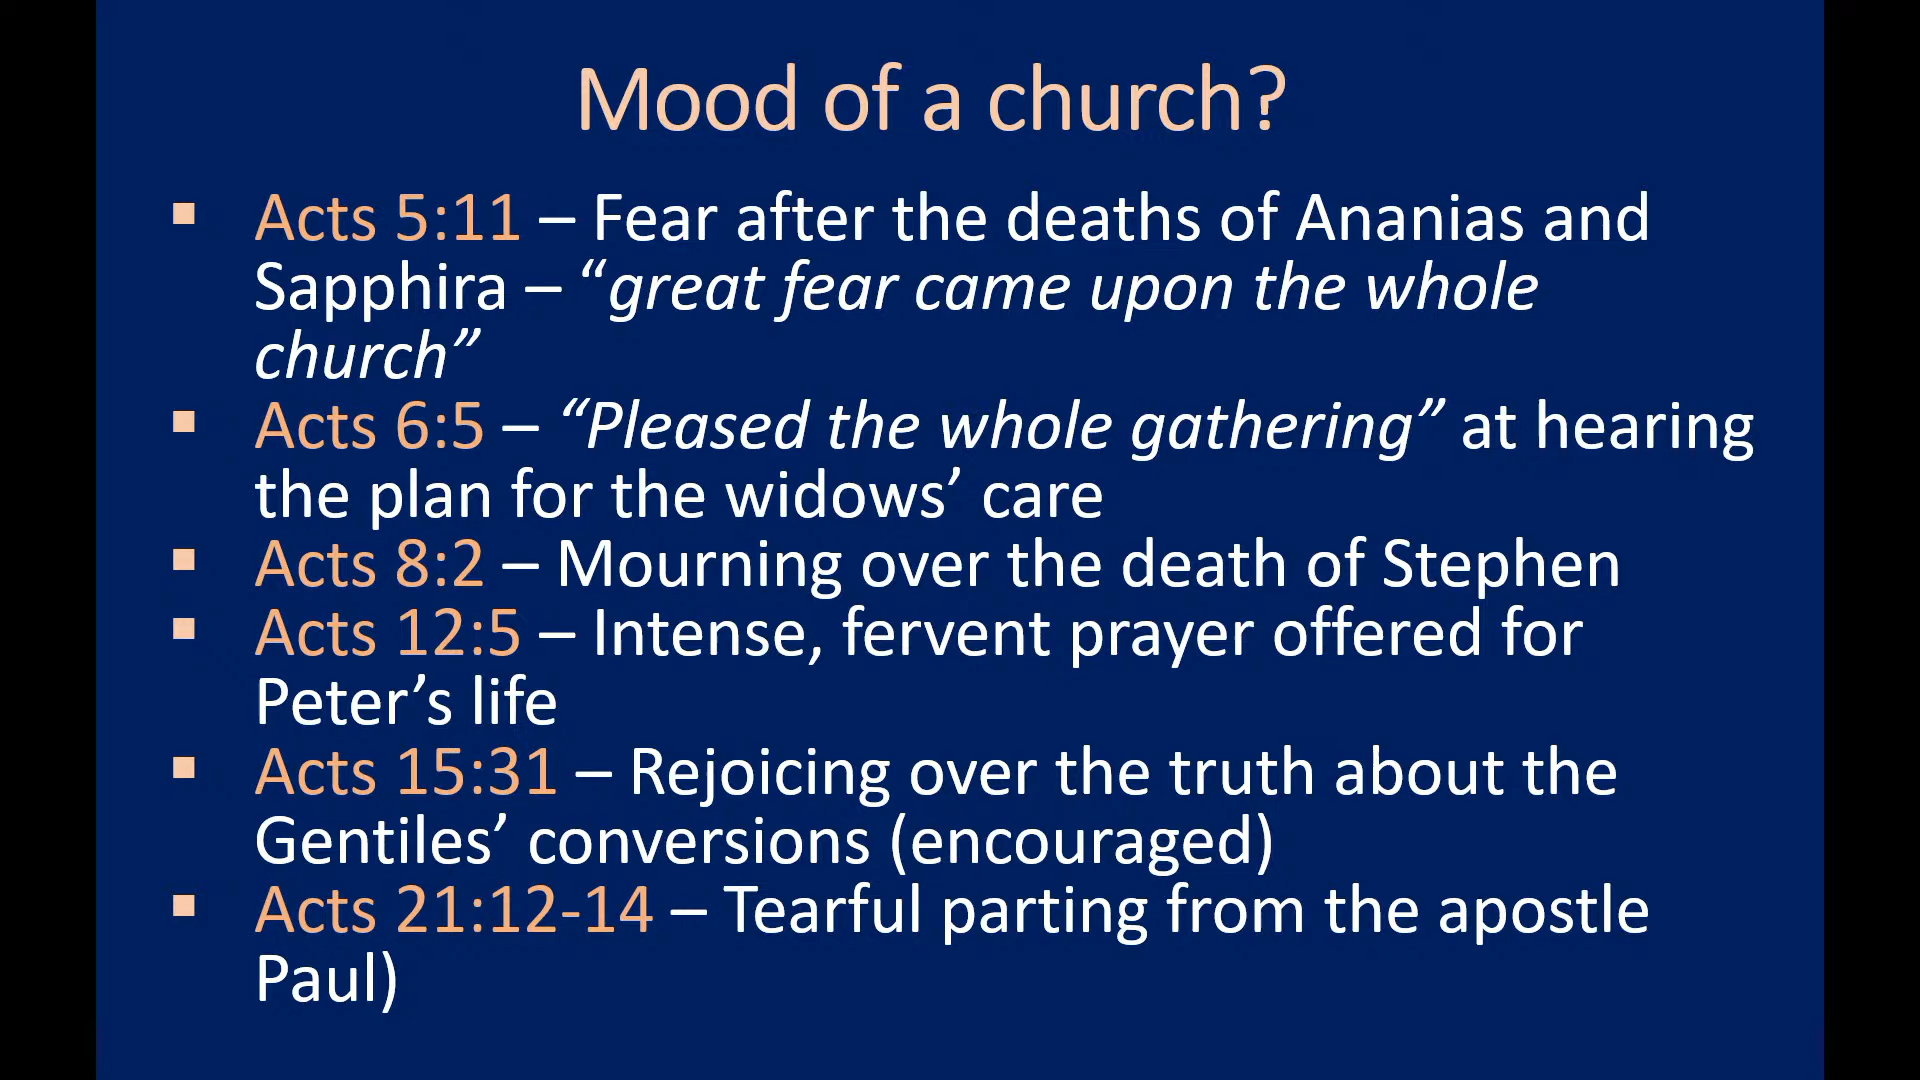 Mood of a church?
▪ Acts 5:11 – Fear after the deaths of Ananias and
Sapphira – “great fear came upon the whole
church”
▪ Acts 6:5 – “Pleased the whole gathering” at hearing
the plan for the widows’ care
▪ Acts 8:2 – Mourning over the death of Stephen
▪ Acts 12:5 – Intense, fervent prayer offered for
Peter’s life
▪ Acts 15:31 – Rejoicing over the truth about the
Gentiles’ conversions (encouraged)
▪ Acts 21:12-14 – Tearful parting from the apostle
Paul)